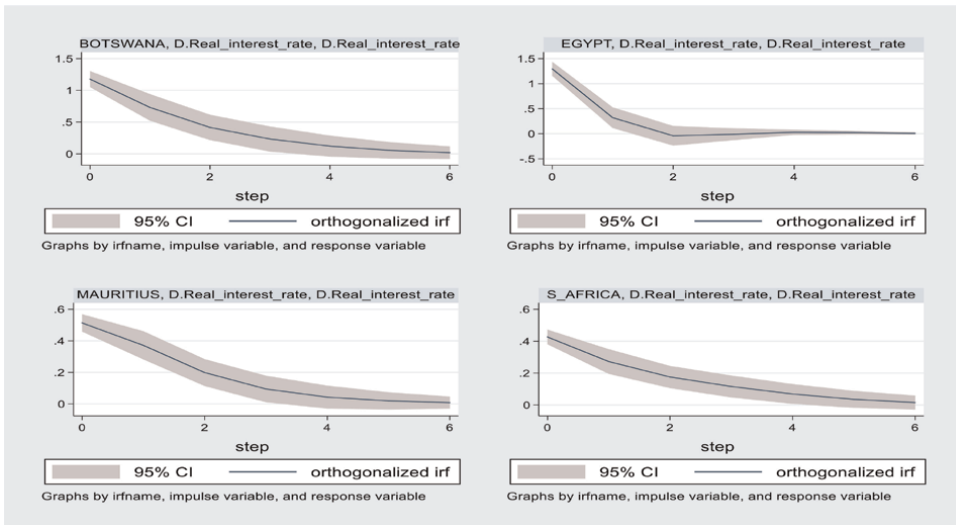 BOTSWANA, D.Real_interest_rate, D.Real_interest_rate
1.5
1
.5
0
0 2 4 6
step
95% CI orthogonalized irf
Graphs by irfname, impulse variable, and response variable
EGYPT, D.Real_interest_rate, D.Real_interest_rate
1.5
1
.5
0
-.5
0 2 4 6
step
95% CI orthogonalized irf
Graphs by irfname, impulse variable, and response variable
MAURITIUS, D.Real_interest_rate, D.Real_interest_rate
.6
.4
.2
0
0 2 4 6
step
95% CI orthogonalized irf
Graphs by irfname, impulse variable, and response variable
S_AFRICA, D.Real_interest_rate, D.Real_interest_rate
.6
.4
.2
0
0 2 4 6
step
95% CI orthogonalized irf
Graphs by irfname, impulse variable, and response variable